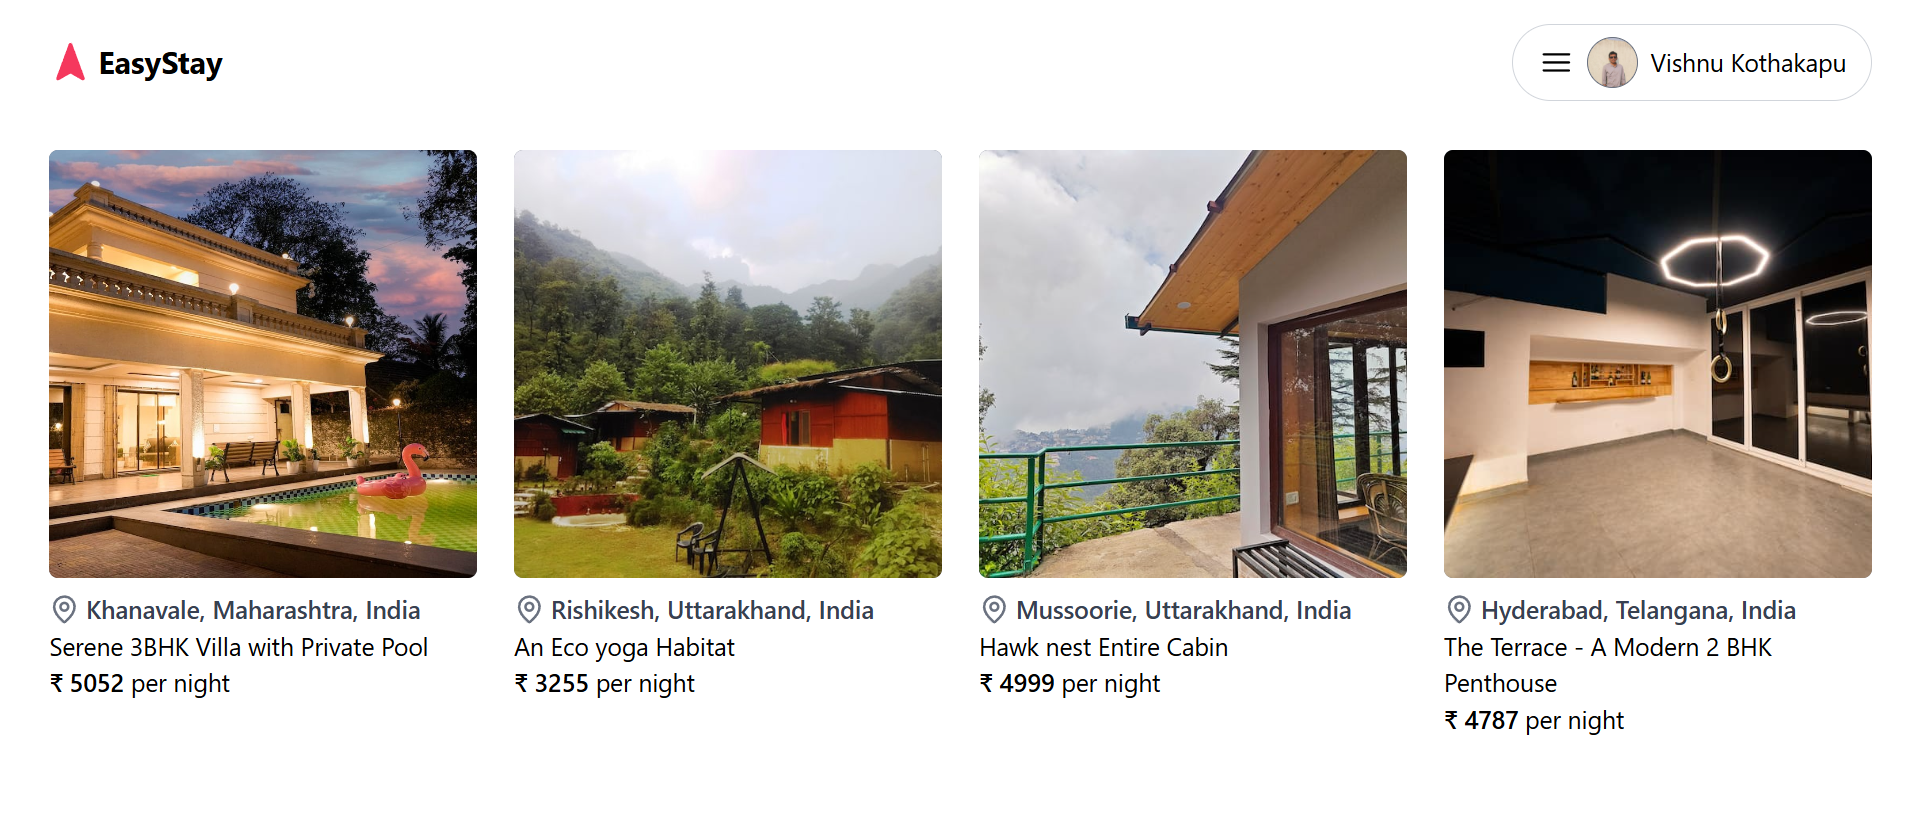 EasyStay
Vishnu Kothakapu
Khanavale, Maharashtra, India
Serene 3BHK Villa with Private Pool
₹ 5052 per night
Rishikesh, Uttarakhand, India
An Eco yoga Habitat
₹ 3255 per night
Mussoorie, Uttarakhand, India
Hawk nest Entire Cabin
₹ 4999 per night
Hyderabad, Telangana, India
The Terrace - A Modern 2 BHK
Penthouse
₹ 4787 per night